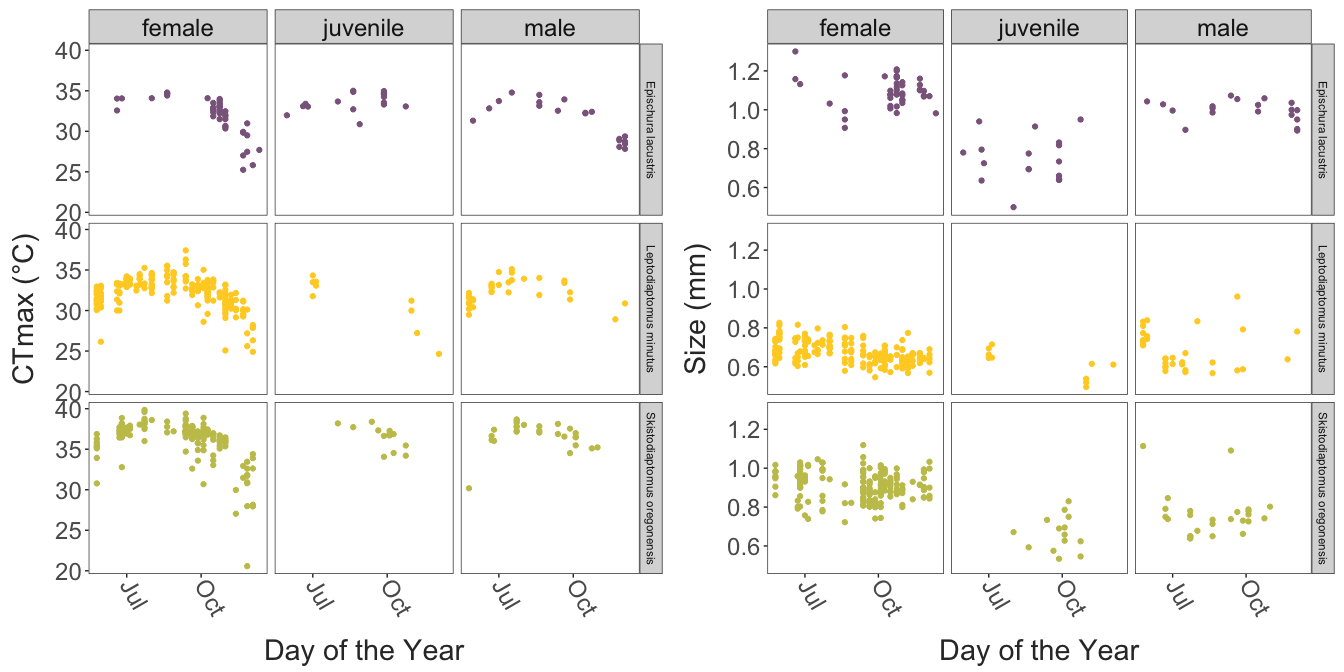 female juvenile male
40
35
30
25
20
Epischura lacustris
40
35
30
25
20
Leptodiaptomus minutus
40
35
30
25
20
Skistodiaptomus oregonensis
CTmax (°C)
Jul Oct Jul Oct Jul Oct
Day of the Year
female juvenile male
1.2
1.0
0.8
0.6
Epischura lacustris
1.2
1.0
0.8
0.6
Leptodiaptomus minutus
1.2
1.0
0.8
0.6
Skistodiaptomus oregonensis
Size (mm)
Jul Oct Jul Oct Jul Oct
Day of the Year